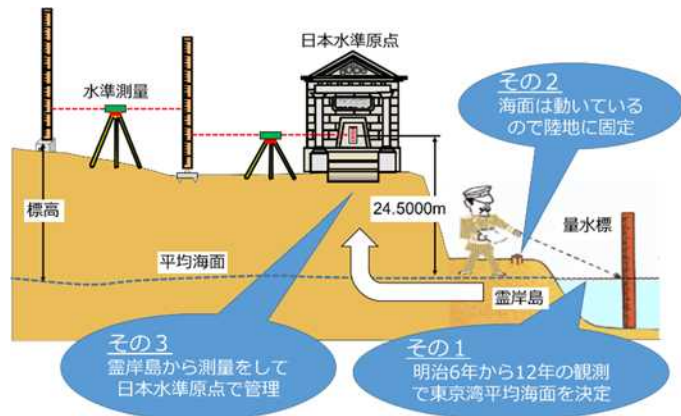 日本水準原点
水準測量
その２
海面は動いている
ので陸地に固定
標高
24.5000m
量水標
平均海面
霊岸島
その３
霊岸島から測量をして
日本水準原点で管理
その１
明治6年から12年の観測
で東京湾平均海面を決定